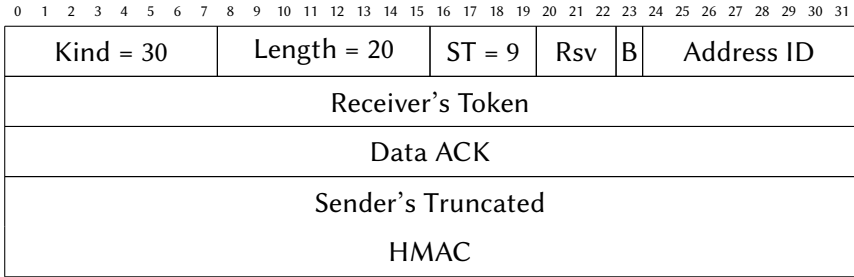 0 1 2 3 4 5 6 7 8 9 10 11 12 13 14 15 16 17 18 19 20 21 22 23 24 25 26 27 28 29 30 31
Kind = 30 Length = 20 ST = 9 Rsv B Address ID
Receiver's Token
Data ACK
Sender's Truncated
HMAC